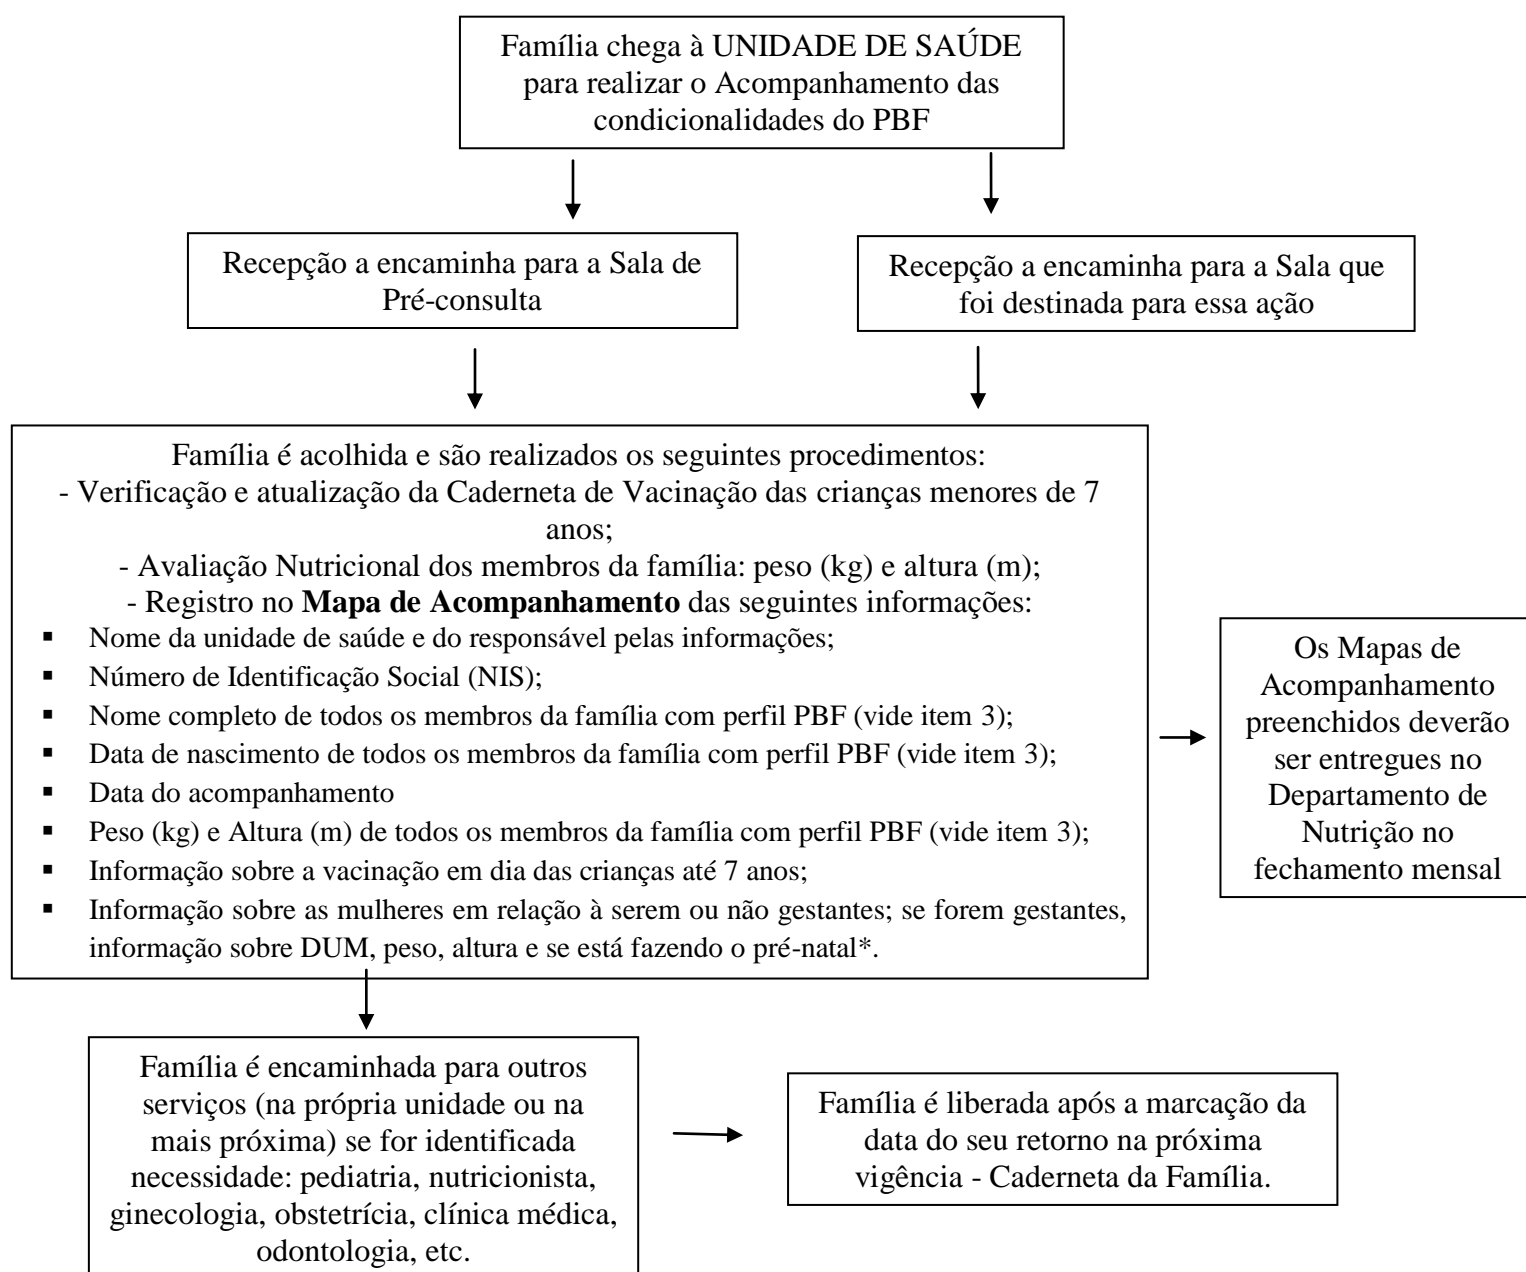 Família chega à UNIDADE DE SAÚDE
para realizar o Acompanhamento das
condicionalidades do PBF
Recepção a encaminha para a Sala de
Pré-consulta
Recepção a encaminha para a Sala que
foi destinada para essa ação
Família é acolhida e são realizados os seguintes procedimentos:
- Verificação e atualização da Caderneta de Vacinação das crianças menores de 7
anos;
- Avaliação Nutricional dos membros da família: peso (kg) e altura (m);
- Registro no Mapa de Acompanhamento das seguintes informações:
▪ Nome da unidade de saúde e do responsável pelas informações;
▪ Número de Identificação Social (NIS);
▪ Nome completo de todos os membros da família com perfil PBF (vide item 3);
▪ Data de nascimento de todos os membros da família com perfil PBF (vide item 3);
▪ Data do acompanhamento
▪ Peso (kg) e Altura (m) de todos os membros da família com perfil PBF (vide item 3);
▪ Informação sobre a vacinação em dia das crianças até 7 anos;
▪ Informação sobre as mulheres em relação à serem ou não gestantes; se forem gestantes,
informação sobre DUM, peso, altura e se está fazendo o pré-natal*.
Os Mapas de
Acompanhamento
preenchidos deverão
ser entregues no
Departamento de
Nutrição no
fechamento mensal
Família é encaminhada para outros
serviços (na própria unidade ou na
mais próxima) se for identificada
necessidade: pediatria, nutricionista,
ginecologia, obstetrícia, clínica médica,
odontologia, etc.
Família é liberada após a marcação da
data do seu retorno na próxima
vigência - Caderneta da Família.